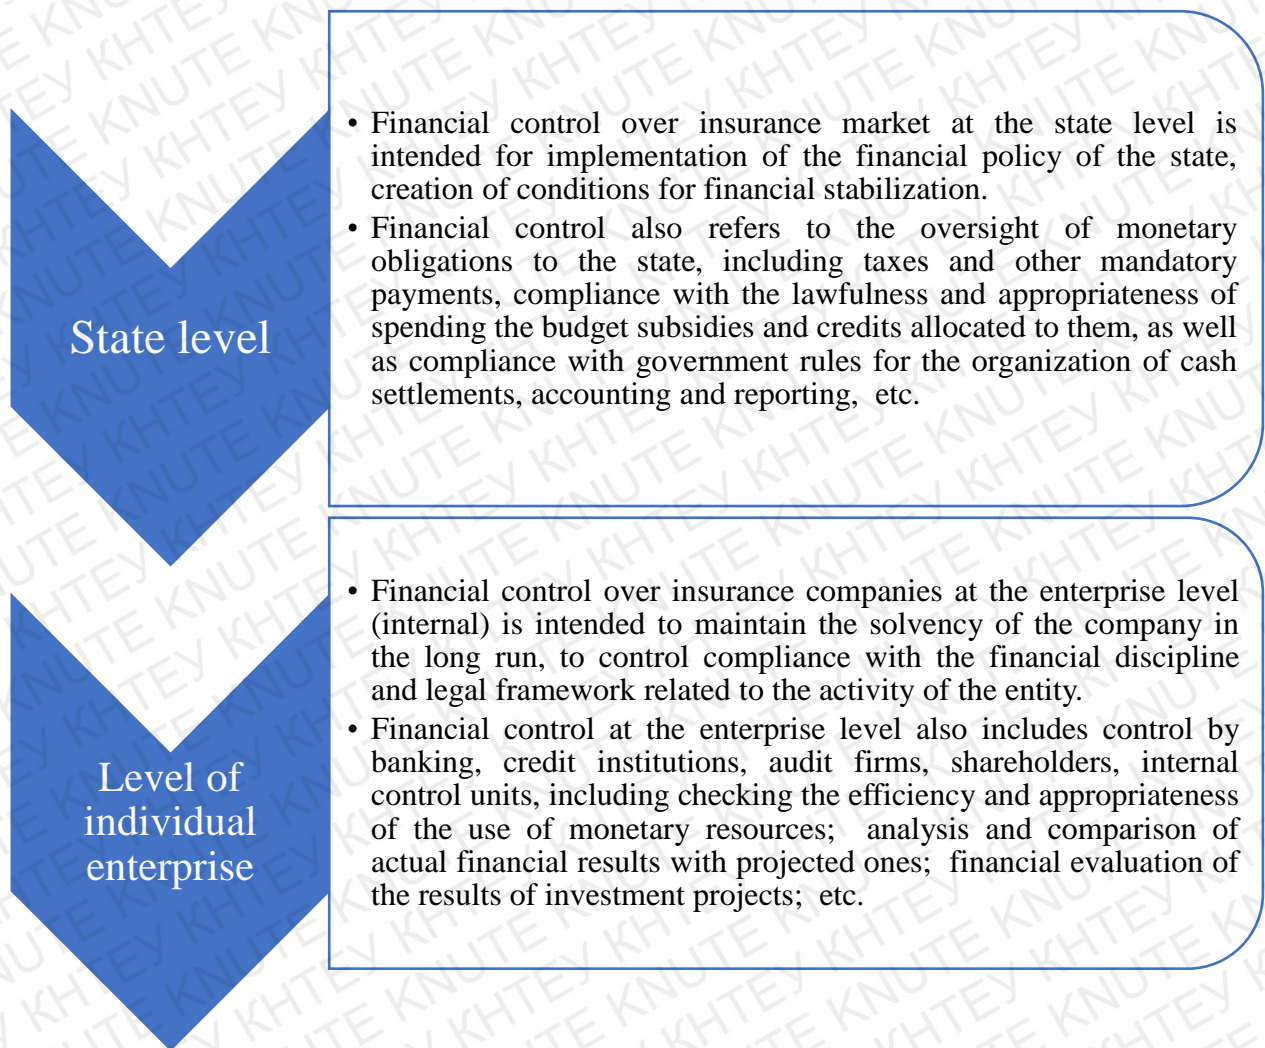 State level
• Financial control over insurance market at the state level is
intended for implementation of the financial policy of the state,
creation of conditions for financial stabilization.
• Financial control also refers to the oversight of monetary
obligations to the state, including taxes and other mandatory
payments, compliance with the lawfulness and appropriateness of
spending the budget subsidies and credits allocated to them, as well
as compliance with government rules for the organization of cash
settlements, accounting and reporting, etc.
Level of
individual
enterprise
• Financial control over insurance companies at the enterprise level
(internal) is intended to maintain the solvency of the company in
the long run, to control compliance with the financial discipline
and legal framework related to the activity of the entity.
• Financial control at the enterprise level also includes control by
banking, credit institutions, audit firms, shareholders, internal
control units, including checking the efficiency and appropriateness
of the use of monetary resources; analysis and comparison of
actual financial results with projected ones; financial evaluation of
the results of investment projects; etc.
KNUTE КНТЕУ